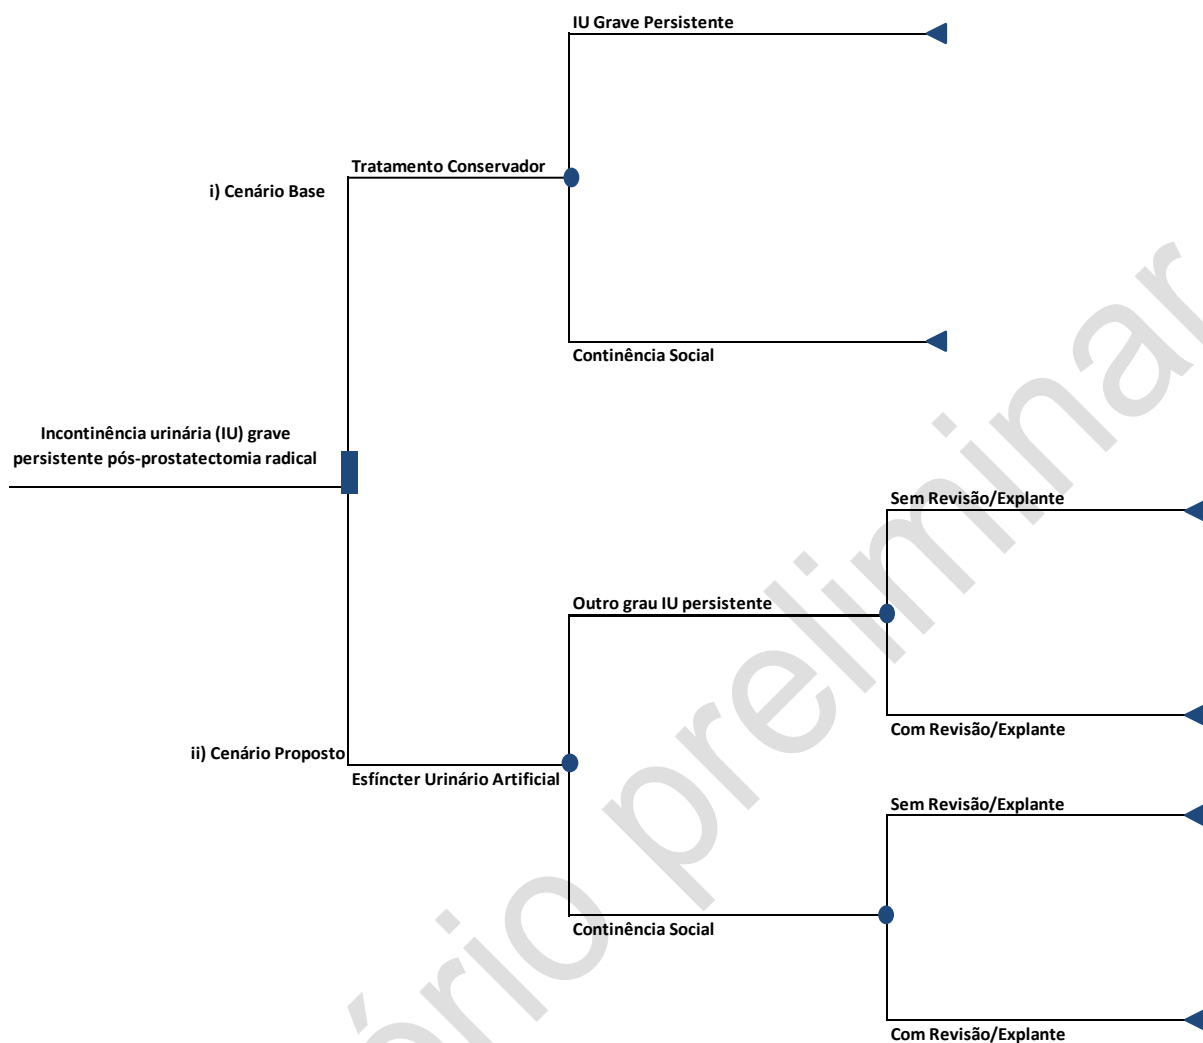 IU Grave Persistente
Tratamento Conservador
i) Cenário Base
Continência Social
Incontinência urinária (IU) grave
persistente pós-prostatectomia radical
Sem Revisão/Explante
Outro grau IU persistente
Com Revisão/Explante
ii) Cenário Proposto
Esfíncter Urinário Artificial
Sem Revisão/Explante
Continência Social
Com Revisão/Explante
ório preliminar